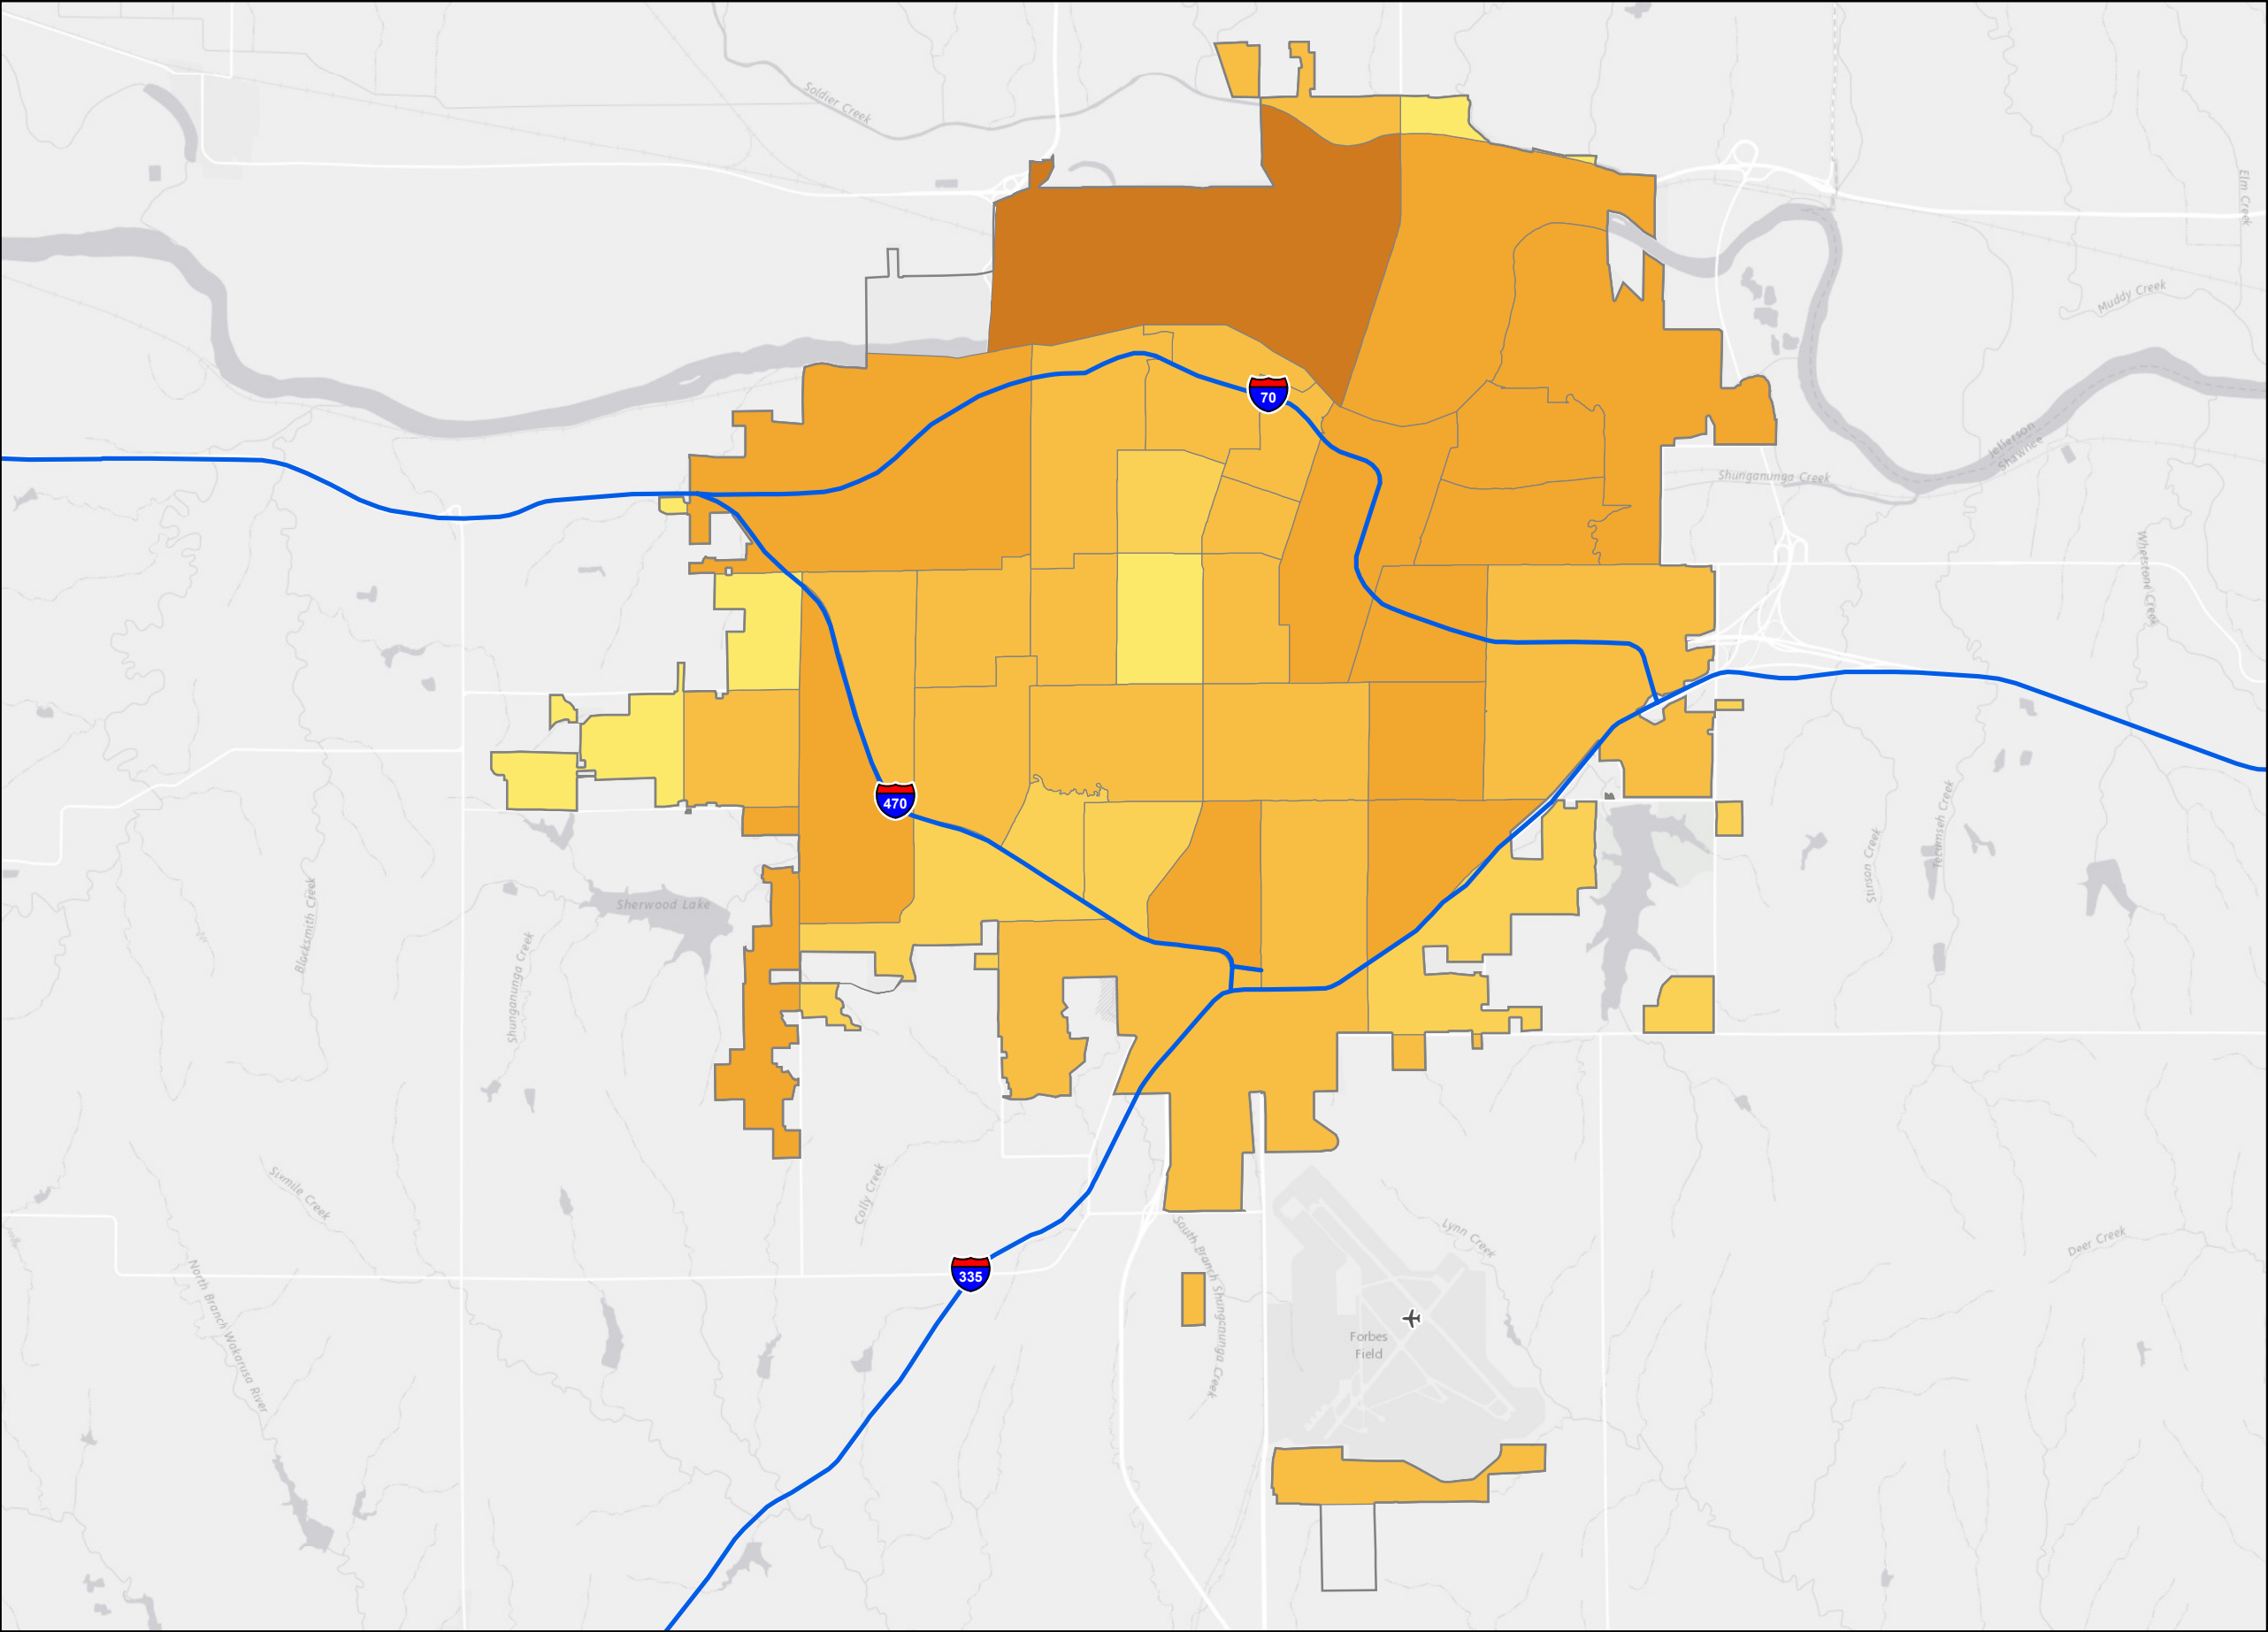 Soldier Creek
Elm Creek
Muddy Creek
70
Jefferson
Shawnee
Shunganunga Creek
Whetstone Creek
470
Tecumseh Creek
Stinson Creek
Sherwood Lake
Blacksmith Creek
Shunganunga Creek
Colly Creek
Sixmile Creek
South Branch Shunganunga Creek
Lynn Creek
Deer Creek
North Branch Wakarusa River
335
Forbes
Field